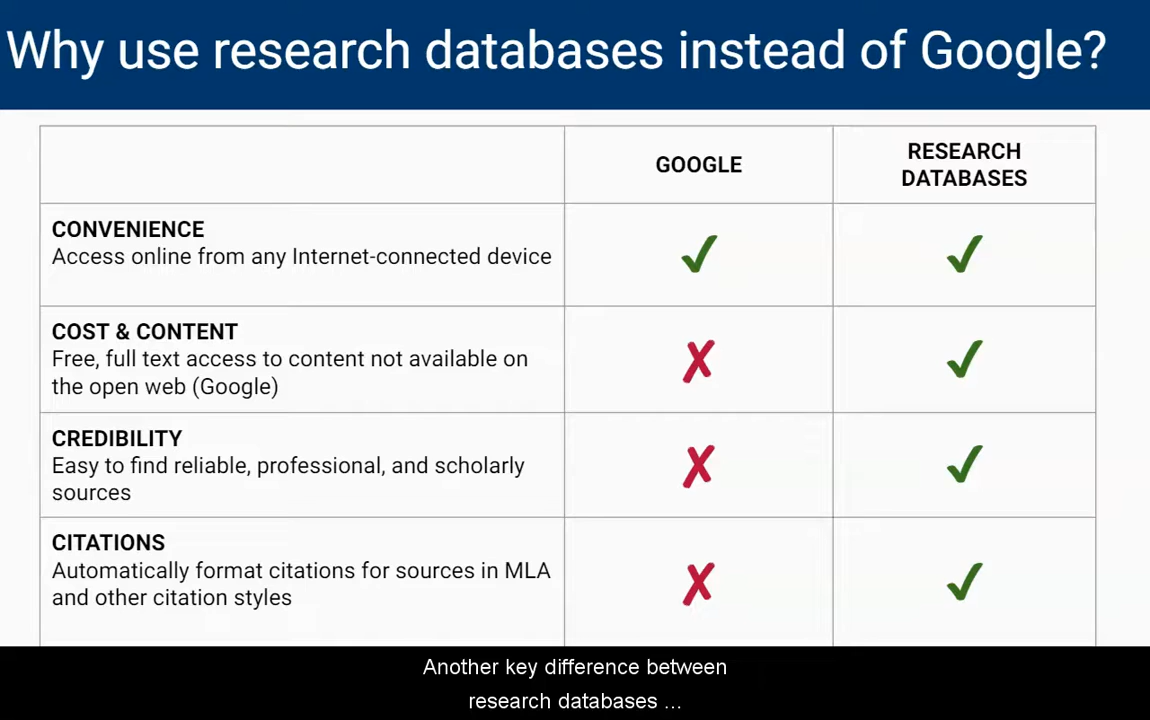 Why use research databases instead of Google?
GOOGLE
RESEARCH
DATABASES
CONVENIENCE
Access online from any Internet-connected device
COST & CONTENT
Free, full text access to content not available on
the open web (Google)
CREDIBILITY
Easy to find reliable, professional, and scholarly
sources
CITATIONS
Automatically format citations for sources in MLA
and other citation styles
Another key difference between
research databases ...